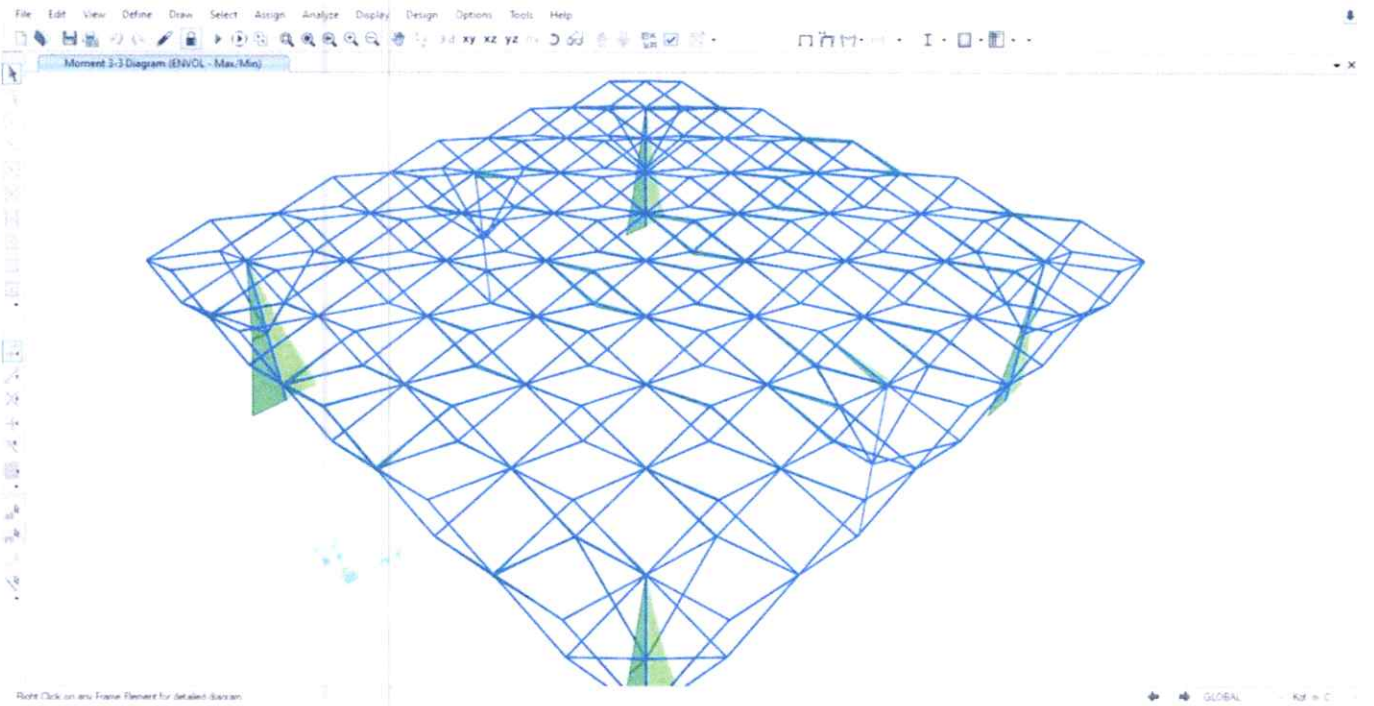 File Edit View Define Draw Select Assign Analyze Display Design Options Tools Help
xy xz yz
Moment 3-3 Diagram (ENVOL - Max/Min)
Right Click on any Frame Element for detailed diagram
GLOBAL